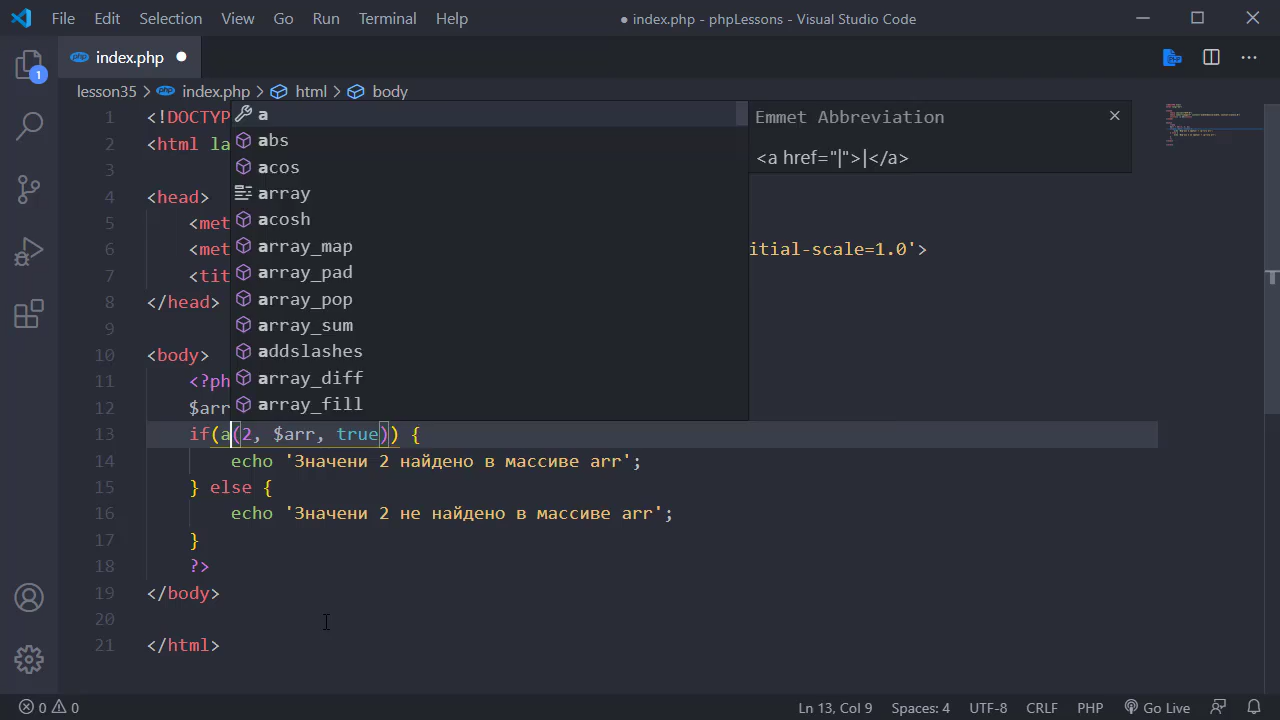 File Edit Selection View Go Run Terminal Help ● index.php - phpLessons - Visual Studio Code
php index.php ●
1
lesson35 > php index.php > html > body
1 <!DOCTYP
2 <html la
3
4 <head>
5 <met
6 <met itial-scale=1.0'>
7 <tit
8 </head>
9
10 <body>
11 <?ph
12 $arr
a
abs
acos
array
acosh
array_map
array_pad
array_pop
array_sum
addslashes
array_diff
array_fill
Emmet Abbreviation
<a href="|">|</a>
13 if(a(2, $arr, true)) {
14 echo 'Значени 2 найдено в массиве arr';
15 } else {
16 echo 'Значени 2 не найдено в массиве arr';
17 }
18 ?>
19 </body>
20
21 </html>
0 0 Ln 13, Col 9 Spaces: 4 UTF-8 CRLF PHP Go Live